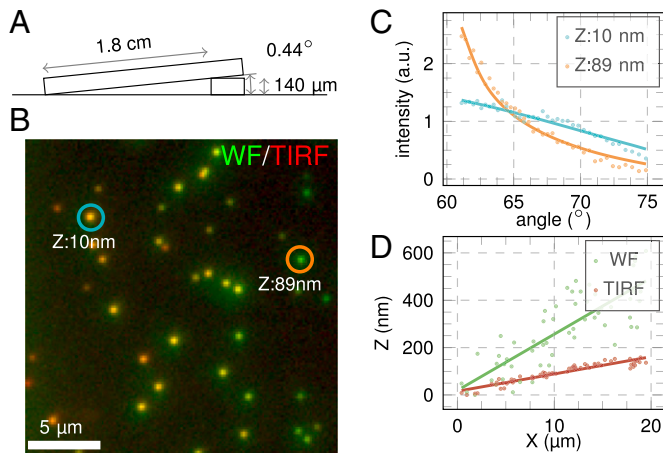 A
1.8 cm
0.44°
140 µm
B
WF/TIRF
Z:10nm
Z:89nm
5 µm
C
intensity (a.u.)
2
1
0
60
65
70
75
angle (°)
Z:10 nm
Z:89 nm
D
Z (nm)
600
400
200
0
0
10
20
X (µm)
WF
TIRF